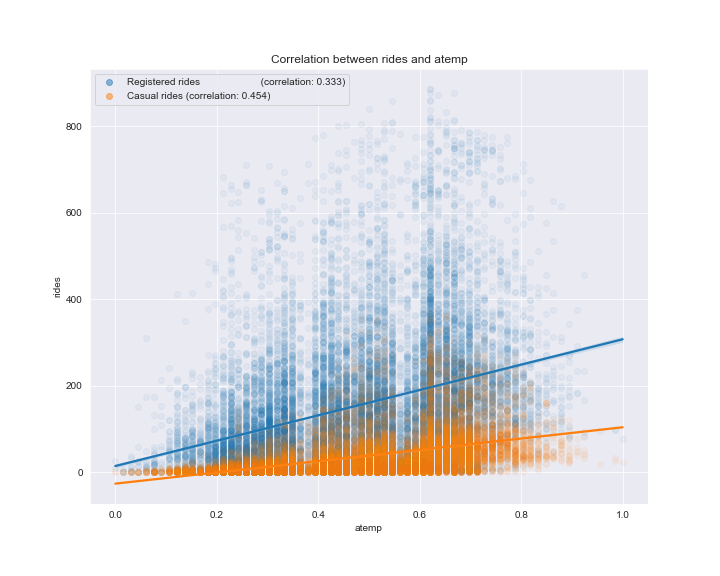 Correlation between rides and atemp
Registered rides (correlation: 0.333)
Casual rides (correlation: 0.454)
800
600
rides
400
200
0
0.0 0.2 0.4 0.6 0.8 1.0
atemp